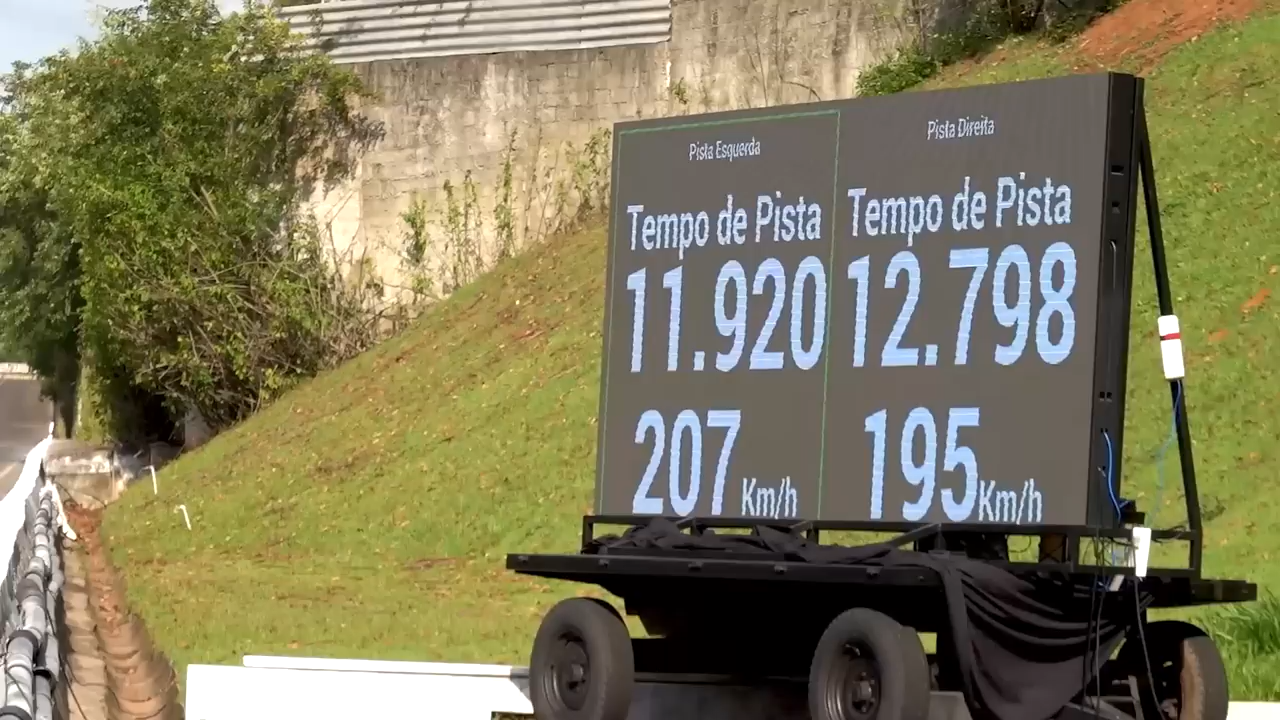 Pista Esquerda
Tempo de Pista
11.920
207 Km/h
Pista Direita
Tempo de Pista
12.798
195 Km/h